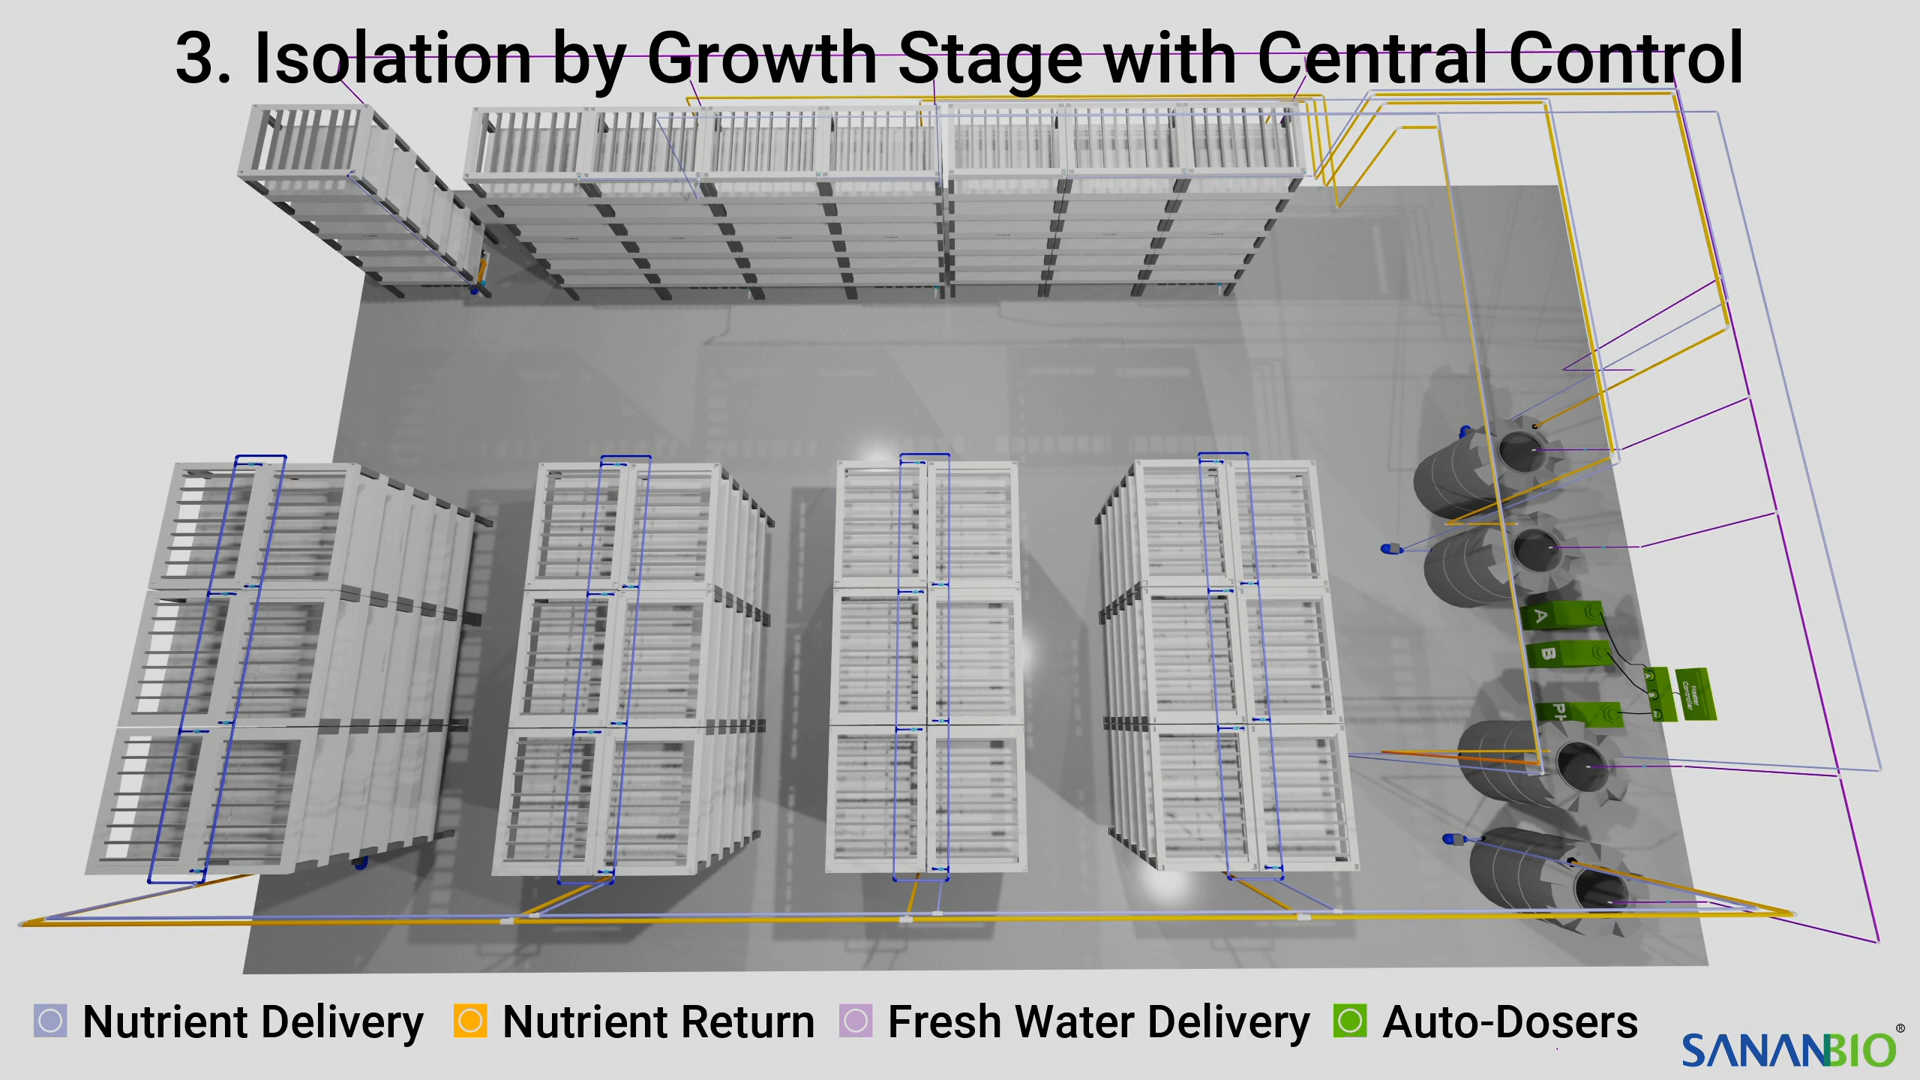 3. Isolation by Growth Stage with Central Control
A
B
PH
Nutrient Delivery
Nutrient Return
Fresh Water Delivery
Auto-Dosers
SANANBIO®